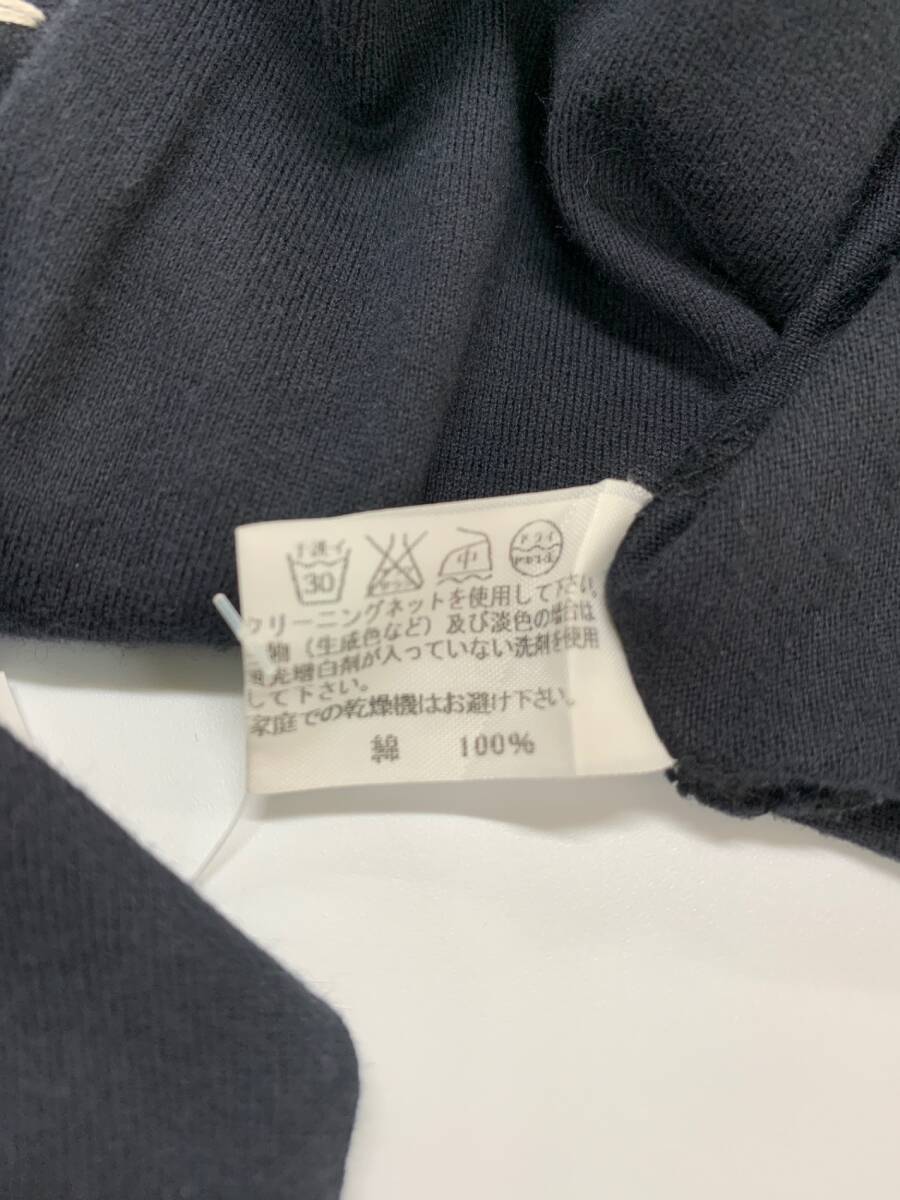 手洗イ
30
中
ドライ
クリーニングネットを使用して下さい。
物（生成色など）及び淡色の場合は
蛍光増白剤が入っていない洗剤を使用
して下さい。
家庭での乾燥機はお避け下さい。
綿 100%